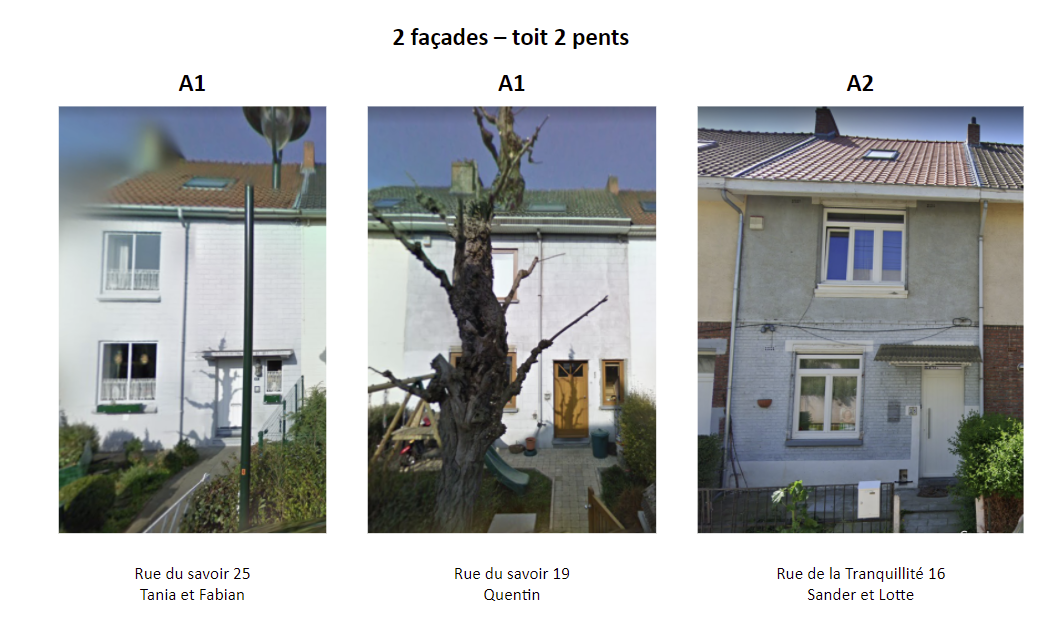 2 façades – toit 2 pents
A1
A1
A2
Rue du savoir 25
Tania et Fabian
Rue du savoir 19
Quentin
Rue de la Tranquillité 16
Sander et Lotte